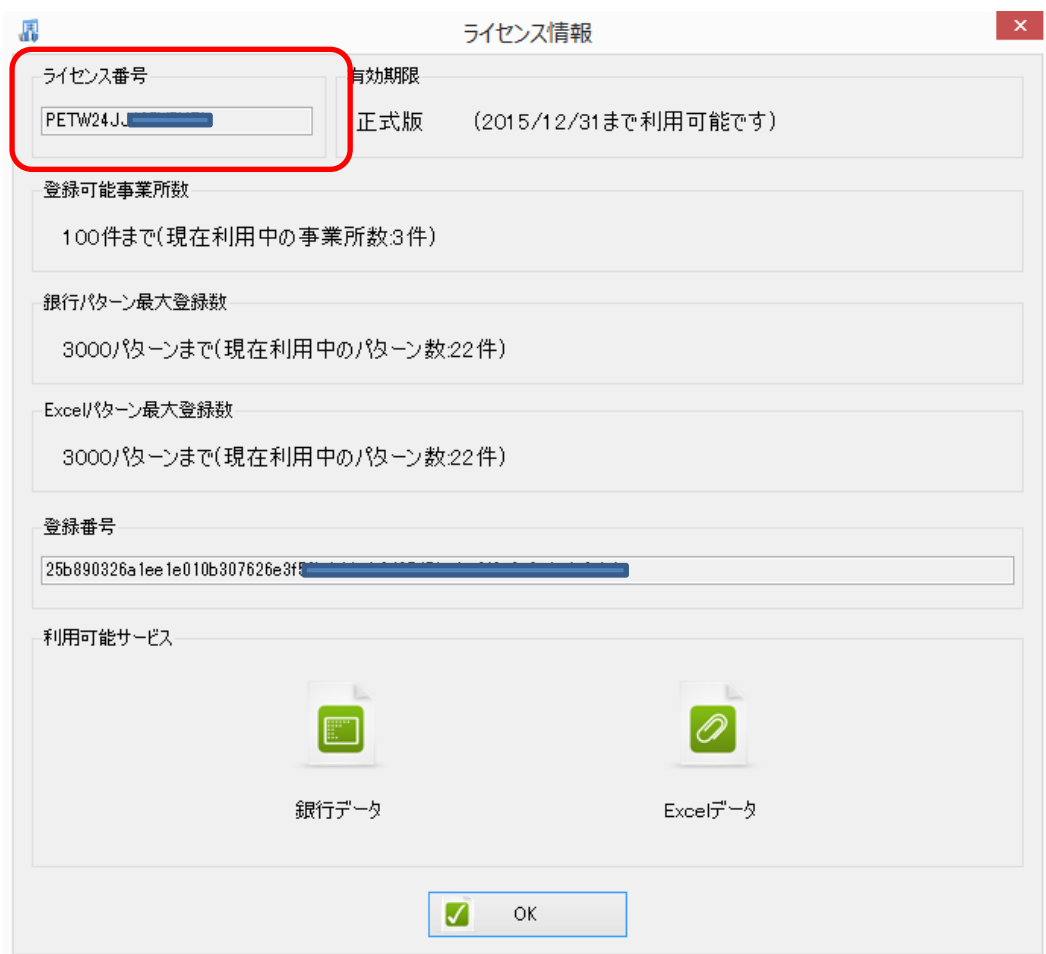 ライセンス情報
ライセンス番号
PETW24JJ
有効期限
正式版 (2015/12/31まで利用可能です)
登録可能事業所数
100件まで(現在利用中の事業所数:3件)
銀行パターン最大登録数
3000パターンまで(現在利用中のパターン数:22件)
Excelパターン最大登録数
3000パターンまで(現在利用中のパターン数:22件)
登録番号
25b890326a1ee1e010b307626e3f5
利用可能サービス
銀行データ
Excelデータ
OK